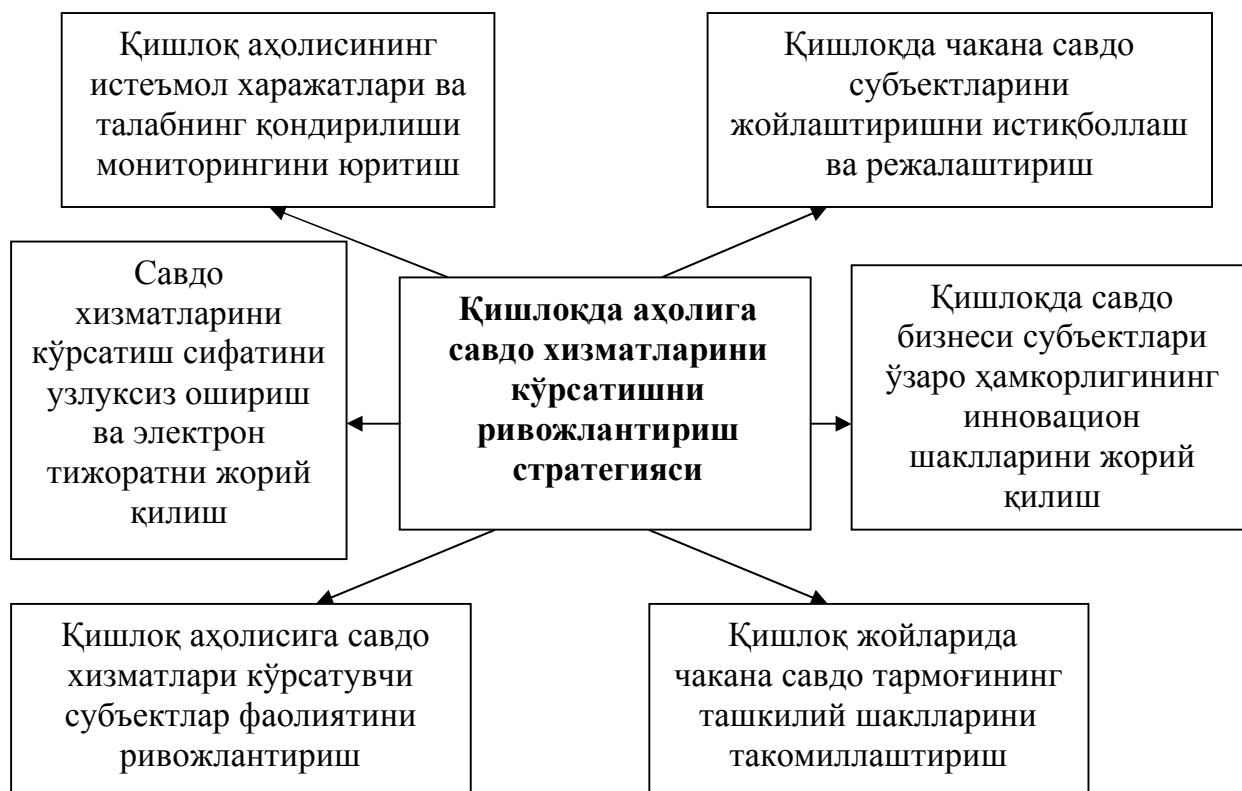 Қишлоқ аҳолисининг
истеъмол харажатлари ва
талабнинг қондирилиши
мониторингини юритиш
Қишлоқда чакана савдо
субъектларини
жойлаштиришни истиқболлаш
ва режалаштириш
Савдо
хизматларини
кўрсатиш сифатини
узлуксиз ошириш
ва электрон
тижоратни жорий
қилиш
Қишлоқда аҳолига
савдо хизматларини
кўрсатишни
ривожлантириш
стратегияси
Қишлоқда савдо
бизнеси субъектлари
ўзаро ҳамкорлигининг
инновацион
шаклларини жорий
қилиш
Қишлоқ аҳолисига савдо
хизматлари кўрсатувчи
субъектлар фаолиятини
ривожлантириш
Қишлоқ жойларида
чакана савдо тармоғининг
ташкилий шаклларини
такомиллаштириш